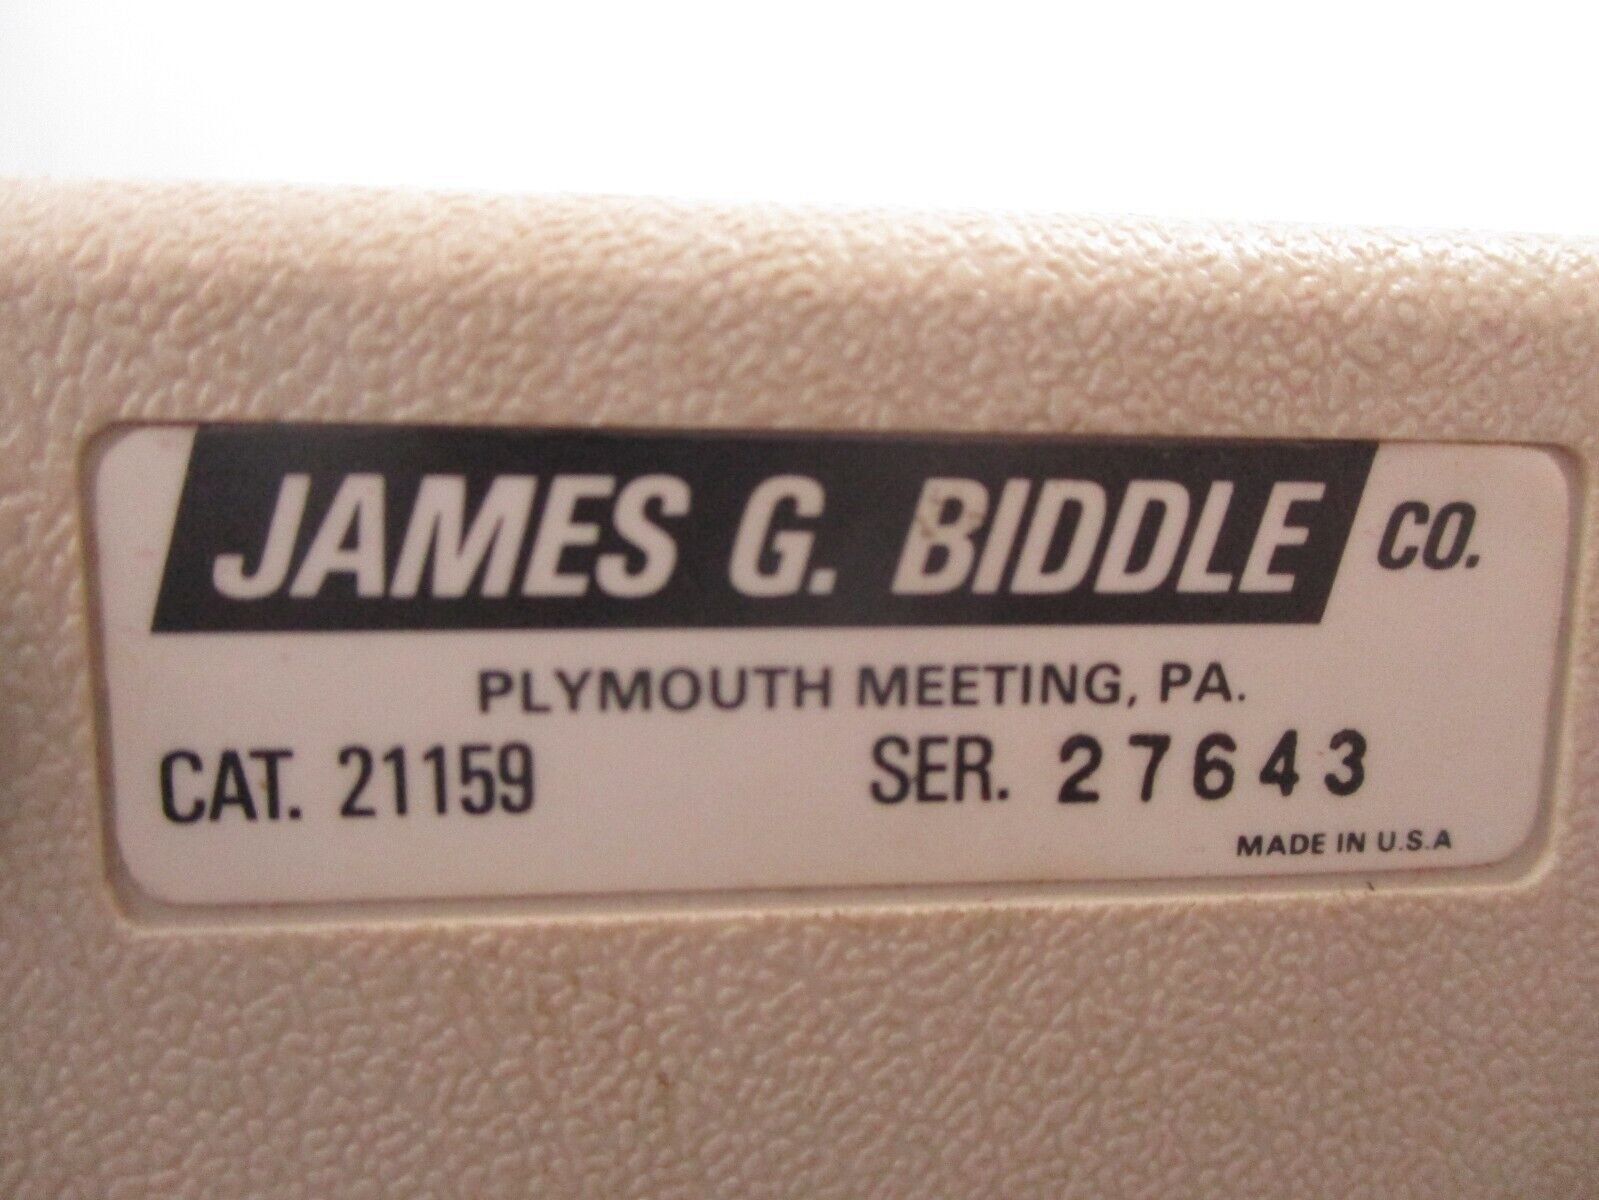 JAMES G. BIDDLE CO.
PLYMOUTH MEETING, PA.
CAT. 21159 SER. 27643
MADE IN U.S.A